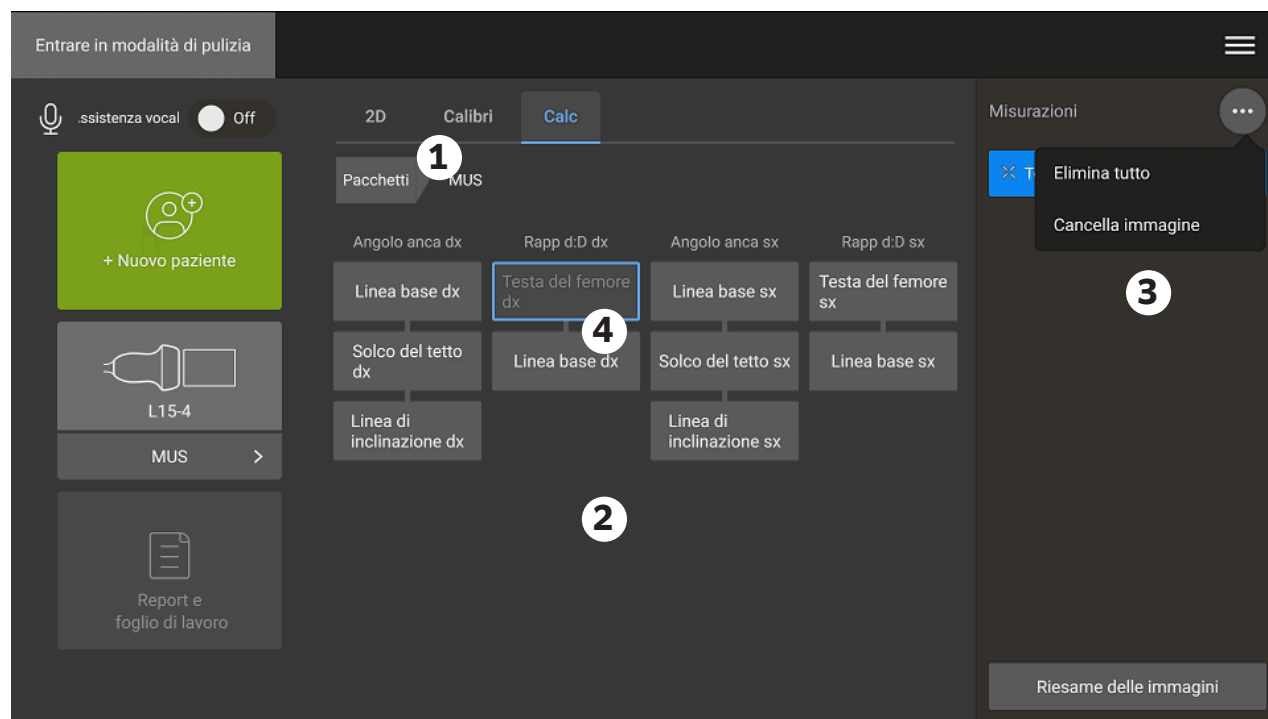 Entrare in modalità di pulizia
.ssistenza vocal Off
+ Nuovo paziente
L15-4
MUS
Report e
foglio di lavoro
2D Calibri Calc
1
Pacchetti MUS
Angolo anca dx Rapp d:D dx Angolo anca sx Rapp d:D sx
Linea base dx
Testa del femore
dx
Linea base sx
Testa del femore
sx
4
Solco del tetto
dx
Linea base dx
Solco del tetto sx
Linea base sx
Linea di
inclinazione dx
Linea di
inclinazione sx
2
Misurazioni
Elimina tutto
Cancella immagine
3
Riesame delle immagini